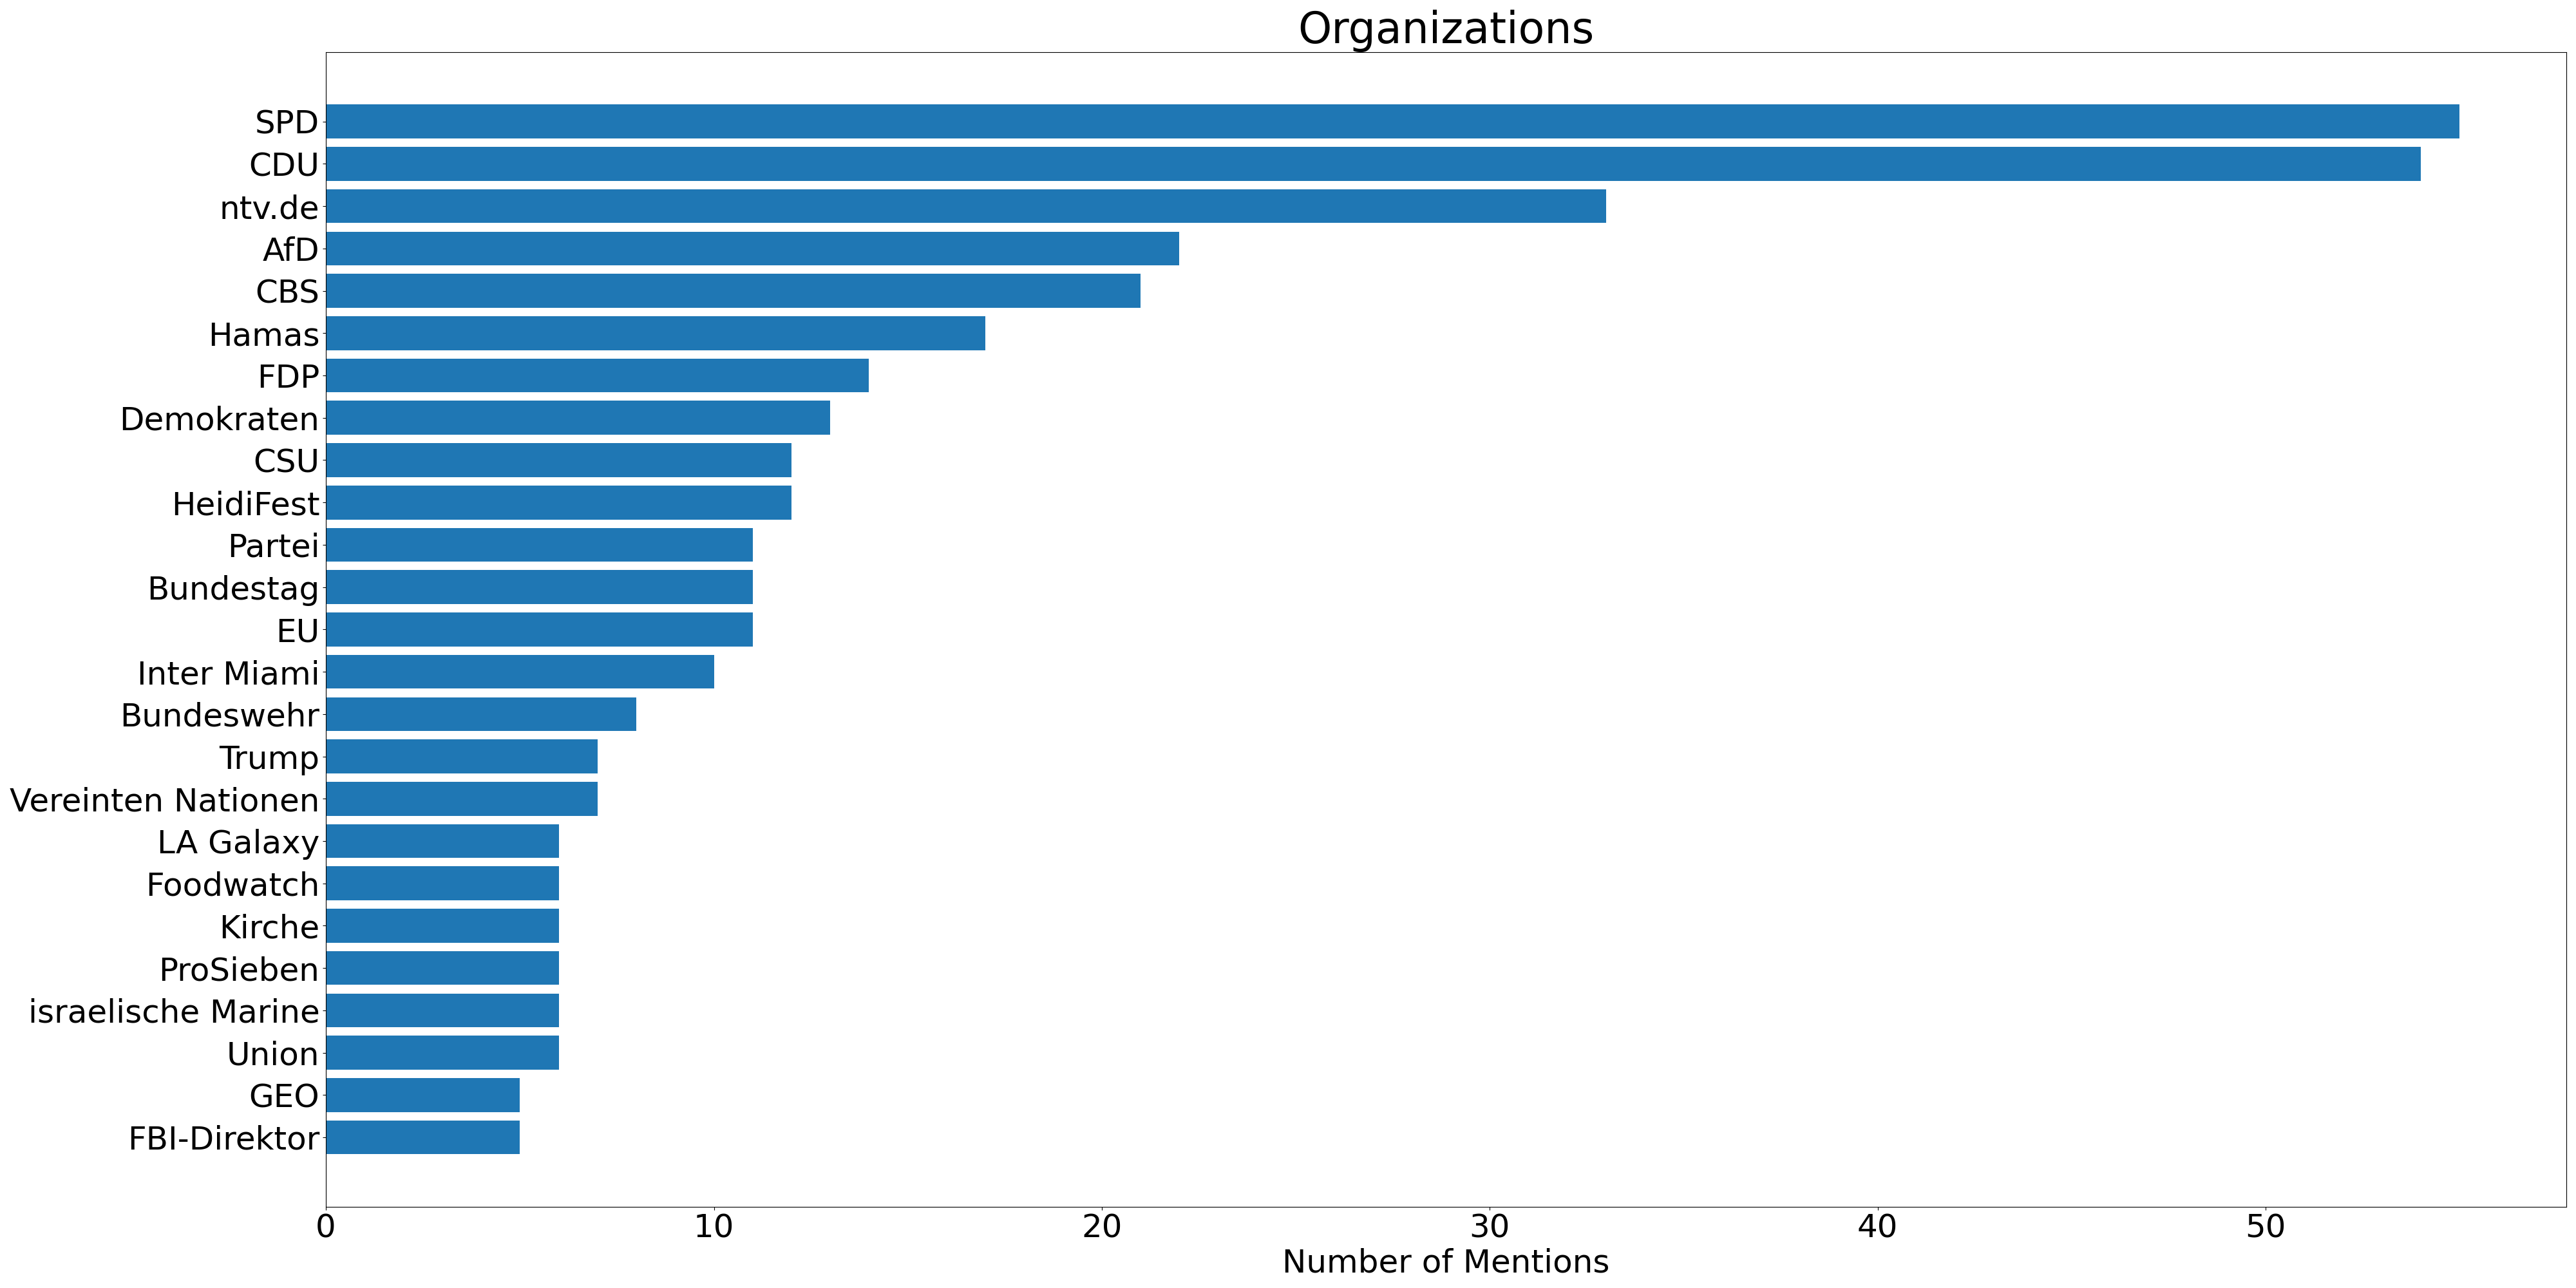 Organizations
SPD
CDU
ntv.de
AfD
CBS
Hamas
FDP
Demokraten
CSU
HeidiFest
Partei
Bundestag
EU
Inter Miami
Bundeswehr
Trump
Vereinten Nationen
LA Galaxy
Foodwatch
Kirche
ProSieben
israelische Marine
Union
GEO
FBI-Direktor
0 10 20 30 40 50
Number of Mentions